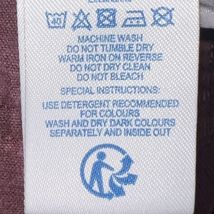 MACHINE WASH
DO NOT TUMBLE DRY
WARM IRON ON REVERSE
DO NOT DRY CLEAN
DO NOT BLEACH
SPECIAL INSTRUCTIONS:
USE DETERGENT RECOMMENDED
FOR COLOURS
WASH AND DRY DARK COLOURS
SEPARATELY AND INSIDE OUT